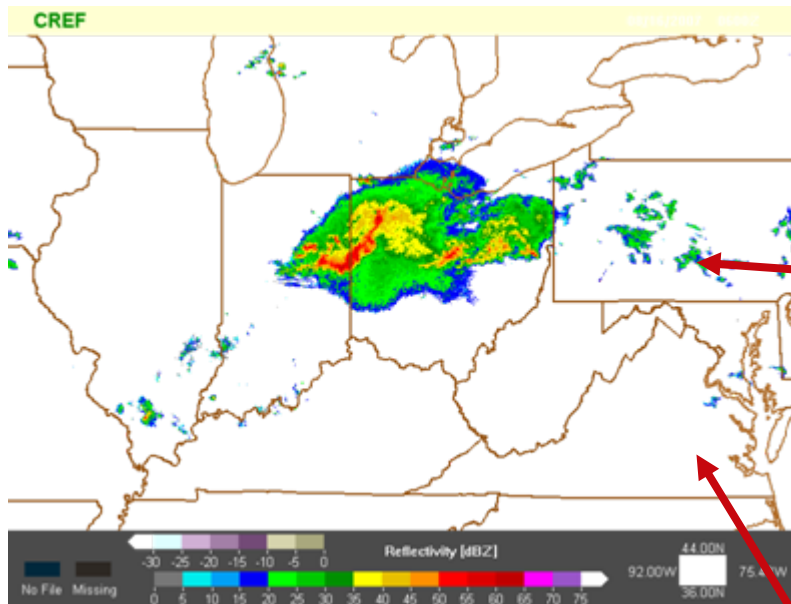 CREF
Reflectivity [dBZ]
-30 -25 -20 -15 -10 -5 0
0 5 10 15 20 25 30 35 40 45 50 55 60 65 70 75
No File Missing
44.00N
92.00W
36.00N